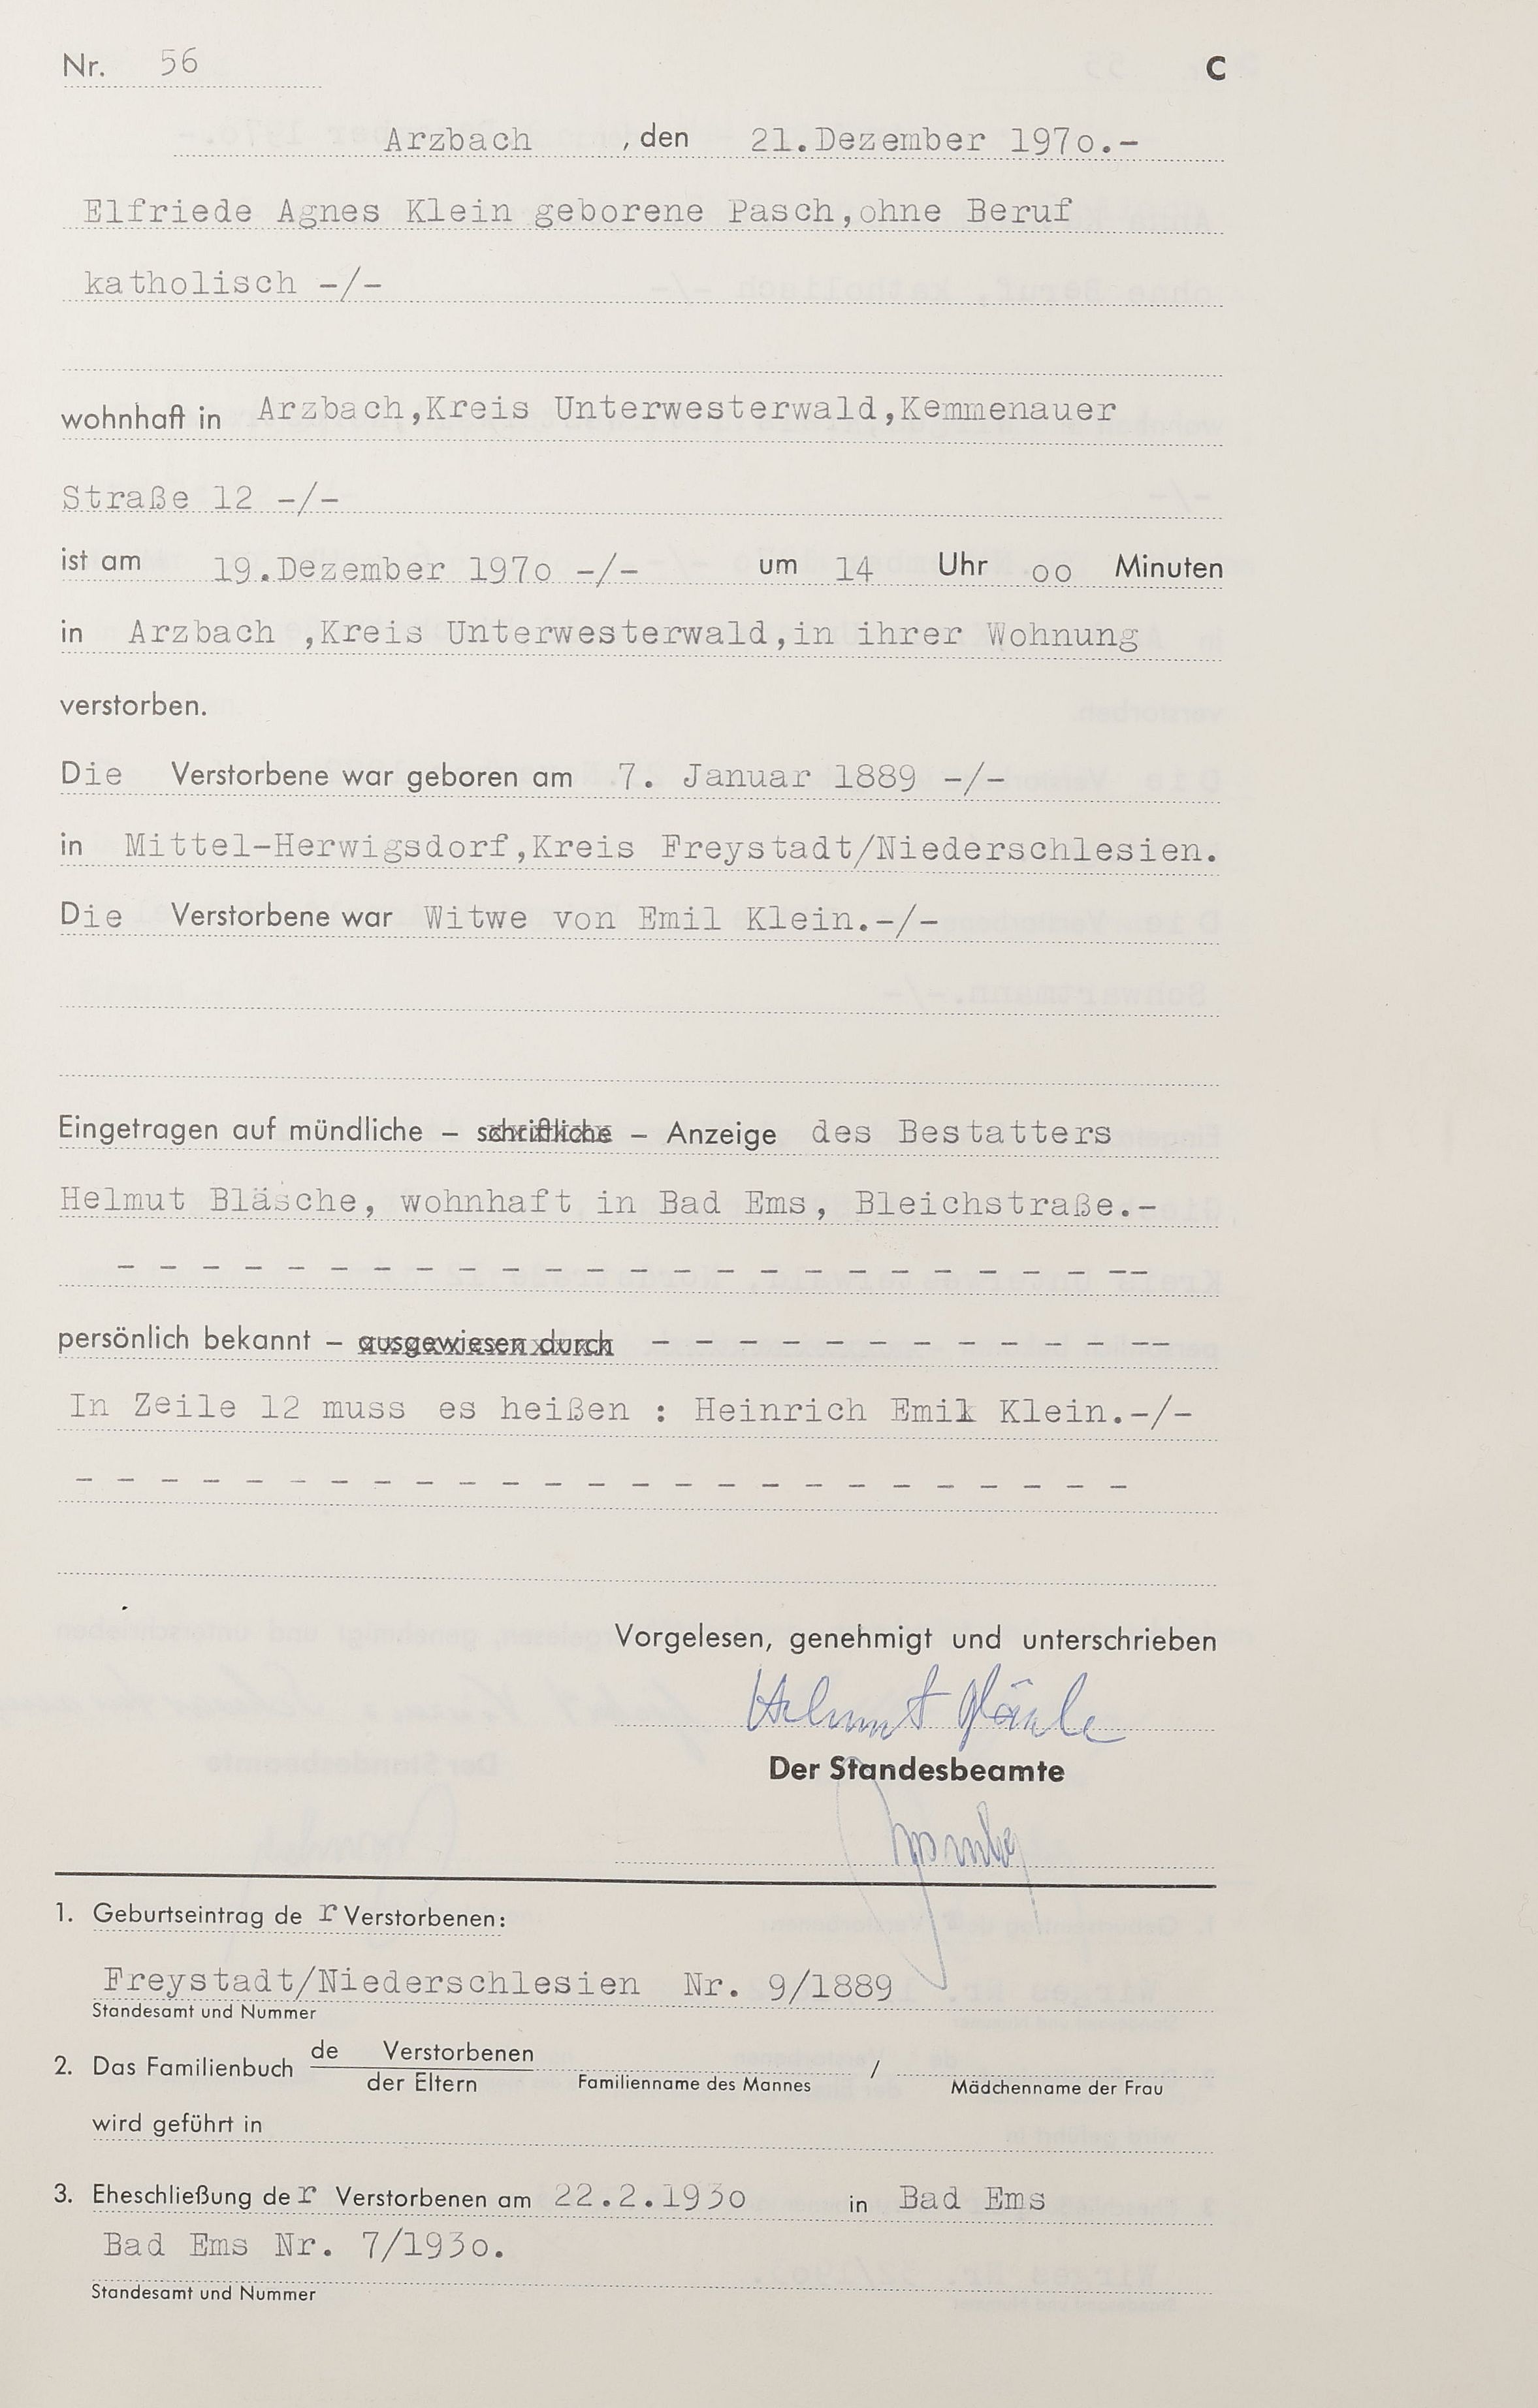 Nr. 56 C
Arzbach , den 21.Dezember 197o.-
Elfriede Agnes Klein geborene Pasch,ohne Beruf
katholisch -/-
wohnhaft in Arzbach,Kreis Unterwesterwald,Kemmenauer
Straße 12 -/-
ist am 19.Dezember 197o -/- um 14 Uhr oo Minuten
in Arzbach ,Kreis Unterwesterwald,in ihrer Wohnung
verstorben.
Die Verstorbene war geboren am 7. Januar 1889 -/-
in Mittel-Herwigsdorf,Kreis Freystadt/Niederschlesien.
Die Verstorbene war Witwe von Emil Klein.-/-
Eingetragen auf mündliche – schriftliche – Anzeige des Bestatters
Helmut Bläsche, wohnhaft in Bad Ems, Bleichstraße.-
- - - - - - - - - - - - - - - - - - - - - - - --
persönlich bekannt – ausgewiesen durch - - - - - - - - - - - --
In Zeile 12 muss es heißen : Heinrich Emil Klein.-/-
- - - - - - - - - - - - - - - - - - - - - - - - -
Vorgelesen, genehmigt und unterschrieben
Helmut Bläsche
Der Standesbeamte
1. Geburtseintrag de r Verstorbenen:
Freystadt/Niederschlesien Nr. 9/1889
Standesamt und Nummer
2. Das Familienbuch de Verstorbenen /
der Eltern Familienname des Mannes Mädchenname der Frau
wird geführt in
3. Eheschließung de r Verstorbenen am 22.2.193o in Bad Ems
Bad Ems Nr. 7/193o.
Standesamt und Nummer